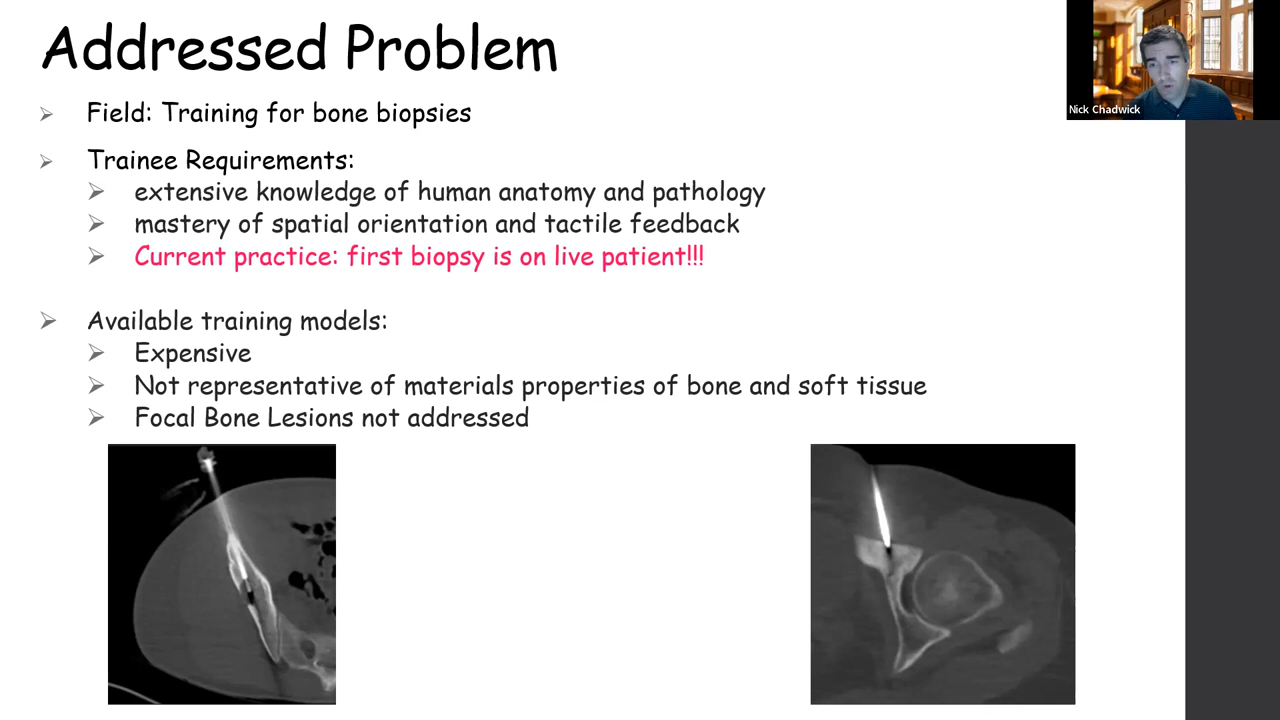 Addressed Problem
Field: Training for bone biopsies
Trainee Requirements:
extensive knowledge of human anatomy and pathology
mastery of spatial orientation and tactile feedback
Current practice: first biopsy is on live patient!!!
Available training models:
Expensive
Not representative of materials properties of bone and soft tissue
Focal Bone Lesions not addressed
Nick Chadwick